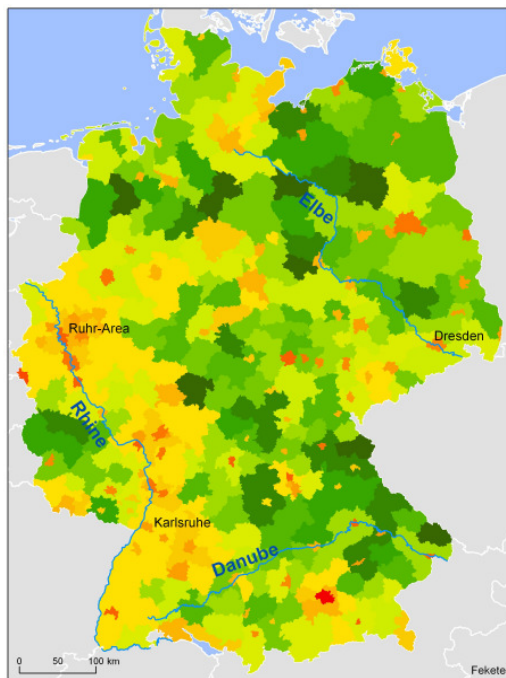 Elbe
Ruhr-Area
Dresden
Rhine
Karlsruhe
Danube
0 50 100 km
Fekete